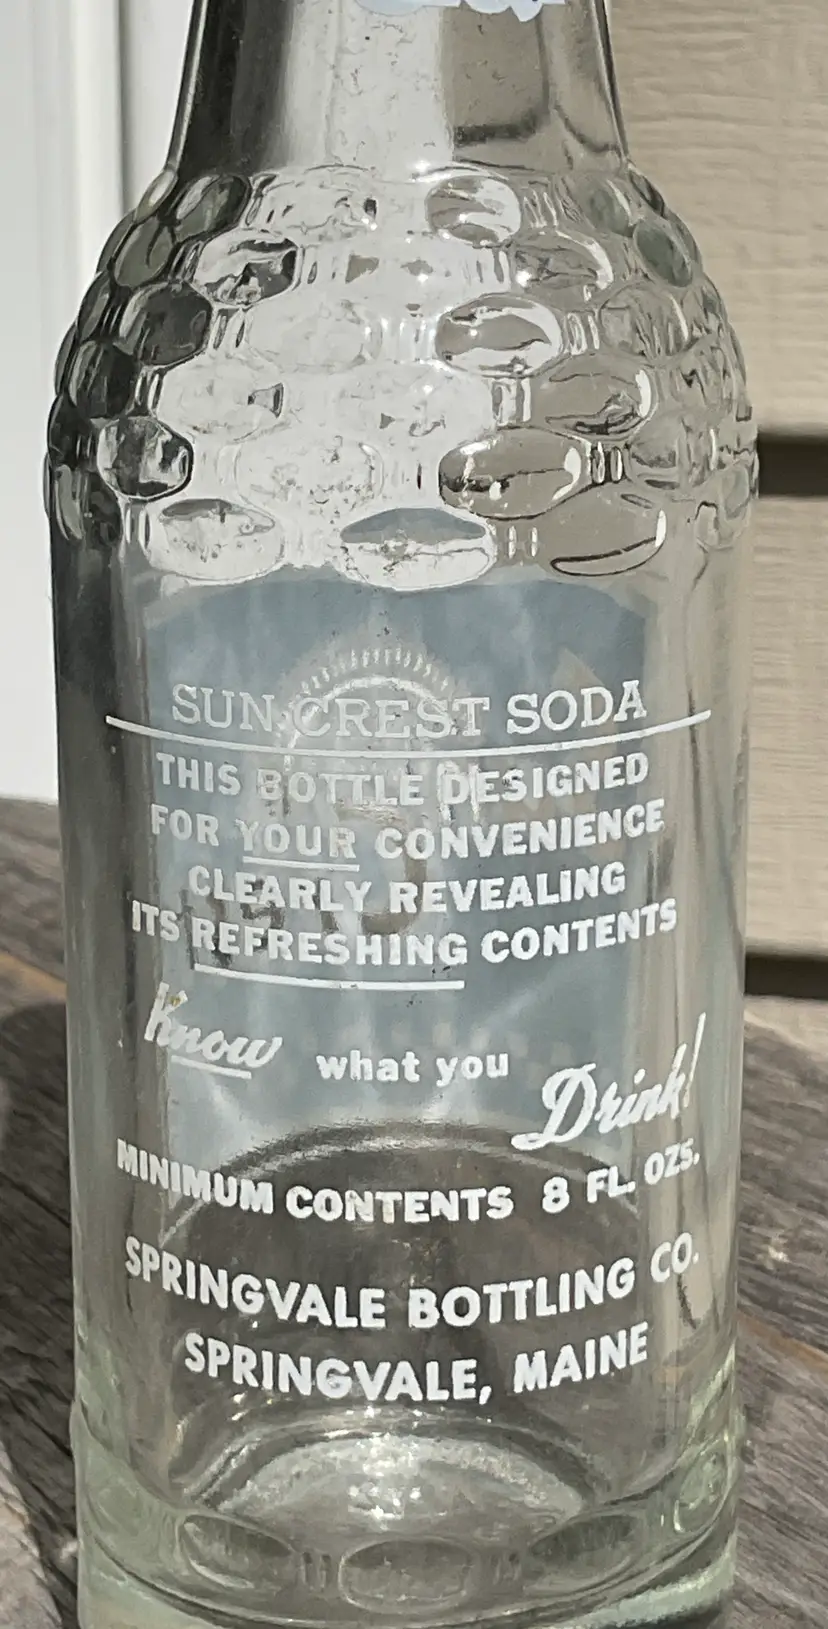 SUN CREST SODA
THIS BOTTLE DESIGNED
FOR YOUR CONVENIENCE
CLEARLY REVEALING
ITS REFRESHING CONTENTS
Know what you Drink!
MINIMUM CONTENTS 8 FL. OZS.
SPRINGVALE BOTTLING CO.
SPRINGVALE, MAINE